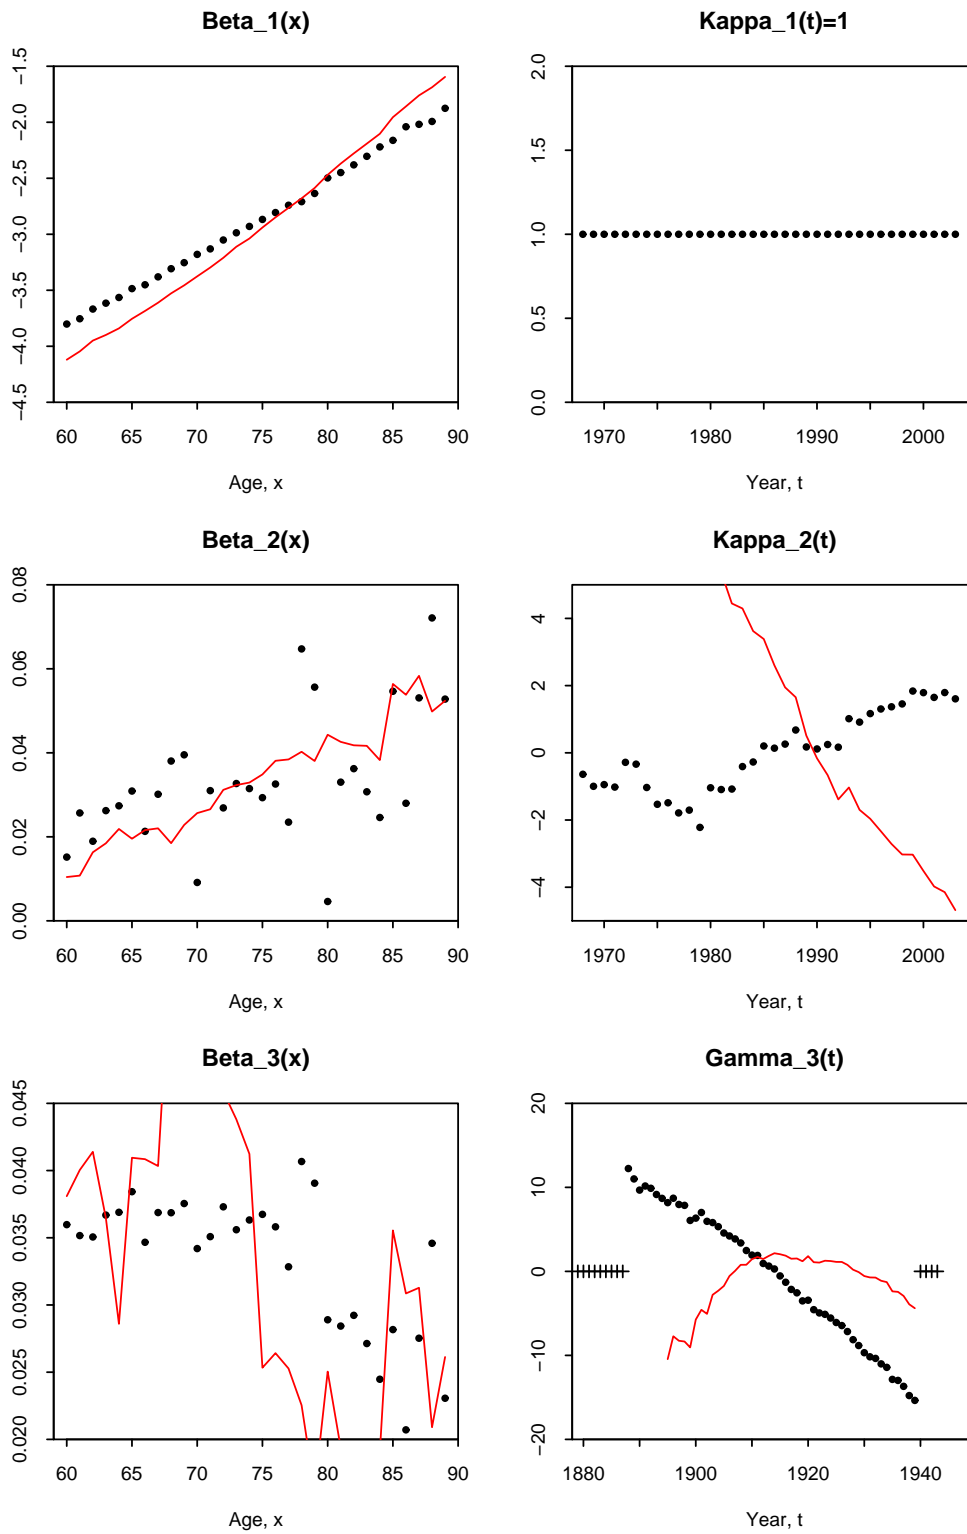 Beta_1(x) Kappa_1(t)=1
−1.5
−2.0
−2.5
−3.0
−3.5
−4.0
−4.5
60 65 70 75 80 85 90
Age, x
2.0
1.5
1.0
0.5
0.0
1970 1980 1990 2000
Year, t
Beta_2(x) Kappa_2(t)
0.08
0.06
0.04
0.02
0.00
60 65 70 75 80 85 90
Age, x
4
2
0
−2
−4
1970 1980 1990 2000
Year, t
Beta_3(x) Gamma_3(t)
0.045
0.040
0.035
0.030
0.025
0.020
60 65 70 75 80 85 90
Age, x
20
10
0
−10
−20
1880 1900 1920 1940
Year, t